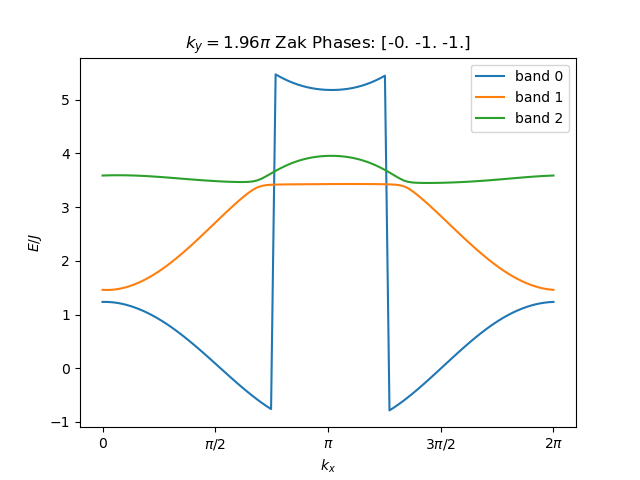 k_y = 1.96π Zak Phases: [-0. -1. -1.]
band 0
band 1
band 2
5
4
3
2
1
0
−1
E/J
0 π/2 π 3π/2 2π
k_x